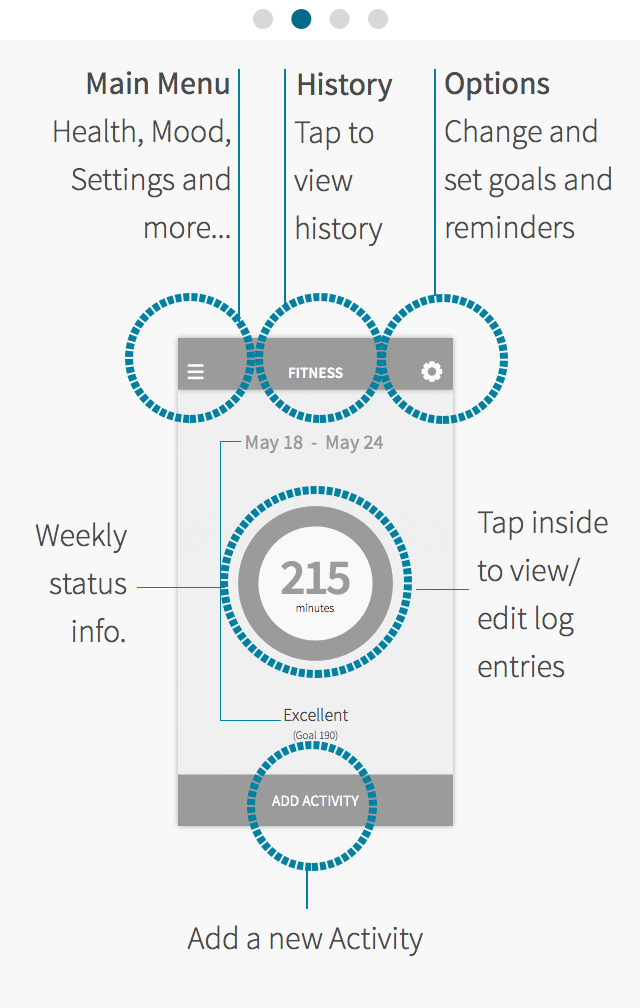 Main Menu
Health, Mood,
Settings and
more...
History
Tap to
view
history
Options
Change and
set goals and
reminders
FITNESS
May 18 - May 24
Weekly
status
info.
215
minutes
Tap inside
to view/
edit log
entries
Excellent
(Goal 190)
ADD ACTIVITY
Add a new Activity